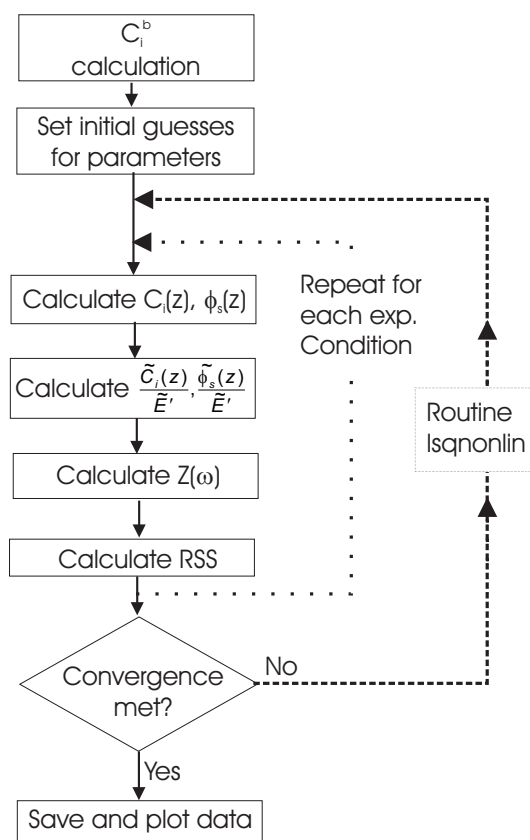 C_i^b
calculation
Set initial guesses
for parameters
Calculate C_i(z), ϕ_s(z)
Repeat for
each exp.
Condition
Calculate C̃_i(z)/Ẽ', ϕ̃_s(z)/Ẽ'
Routine
lsqnonlin
Calculate Z(ω)
Calculate RSS
Convergence
met?
No
Yes
Save and plot data